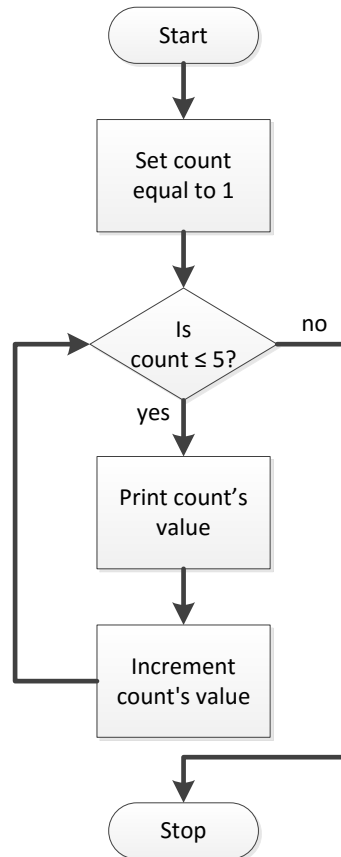 Start
Set count
equal to 1
Is
count ≤ 5?
no
yes
Print count’s
value
Increment
count's value
Stop